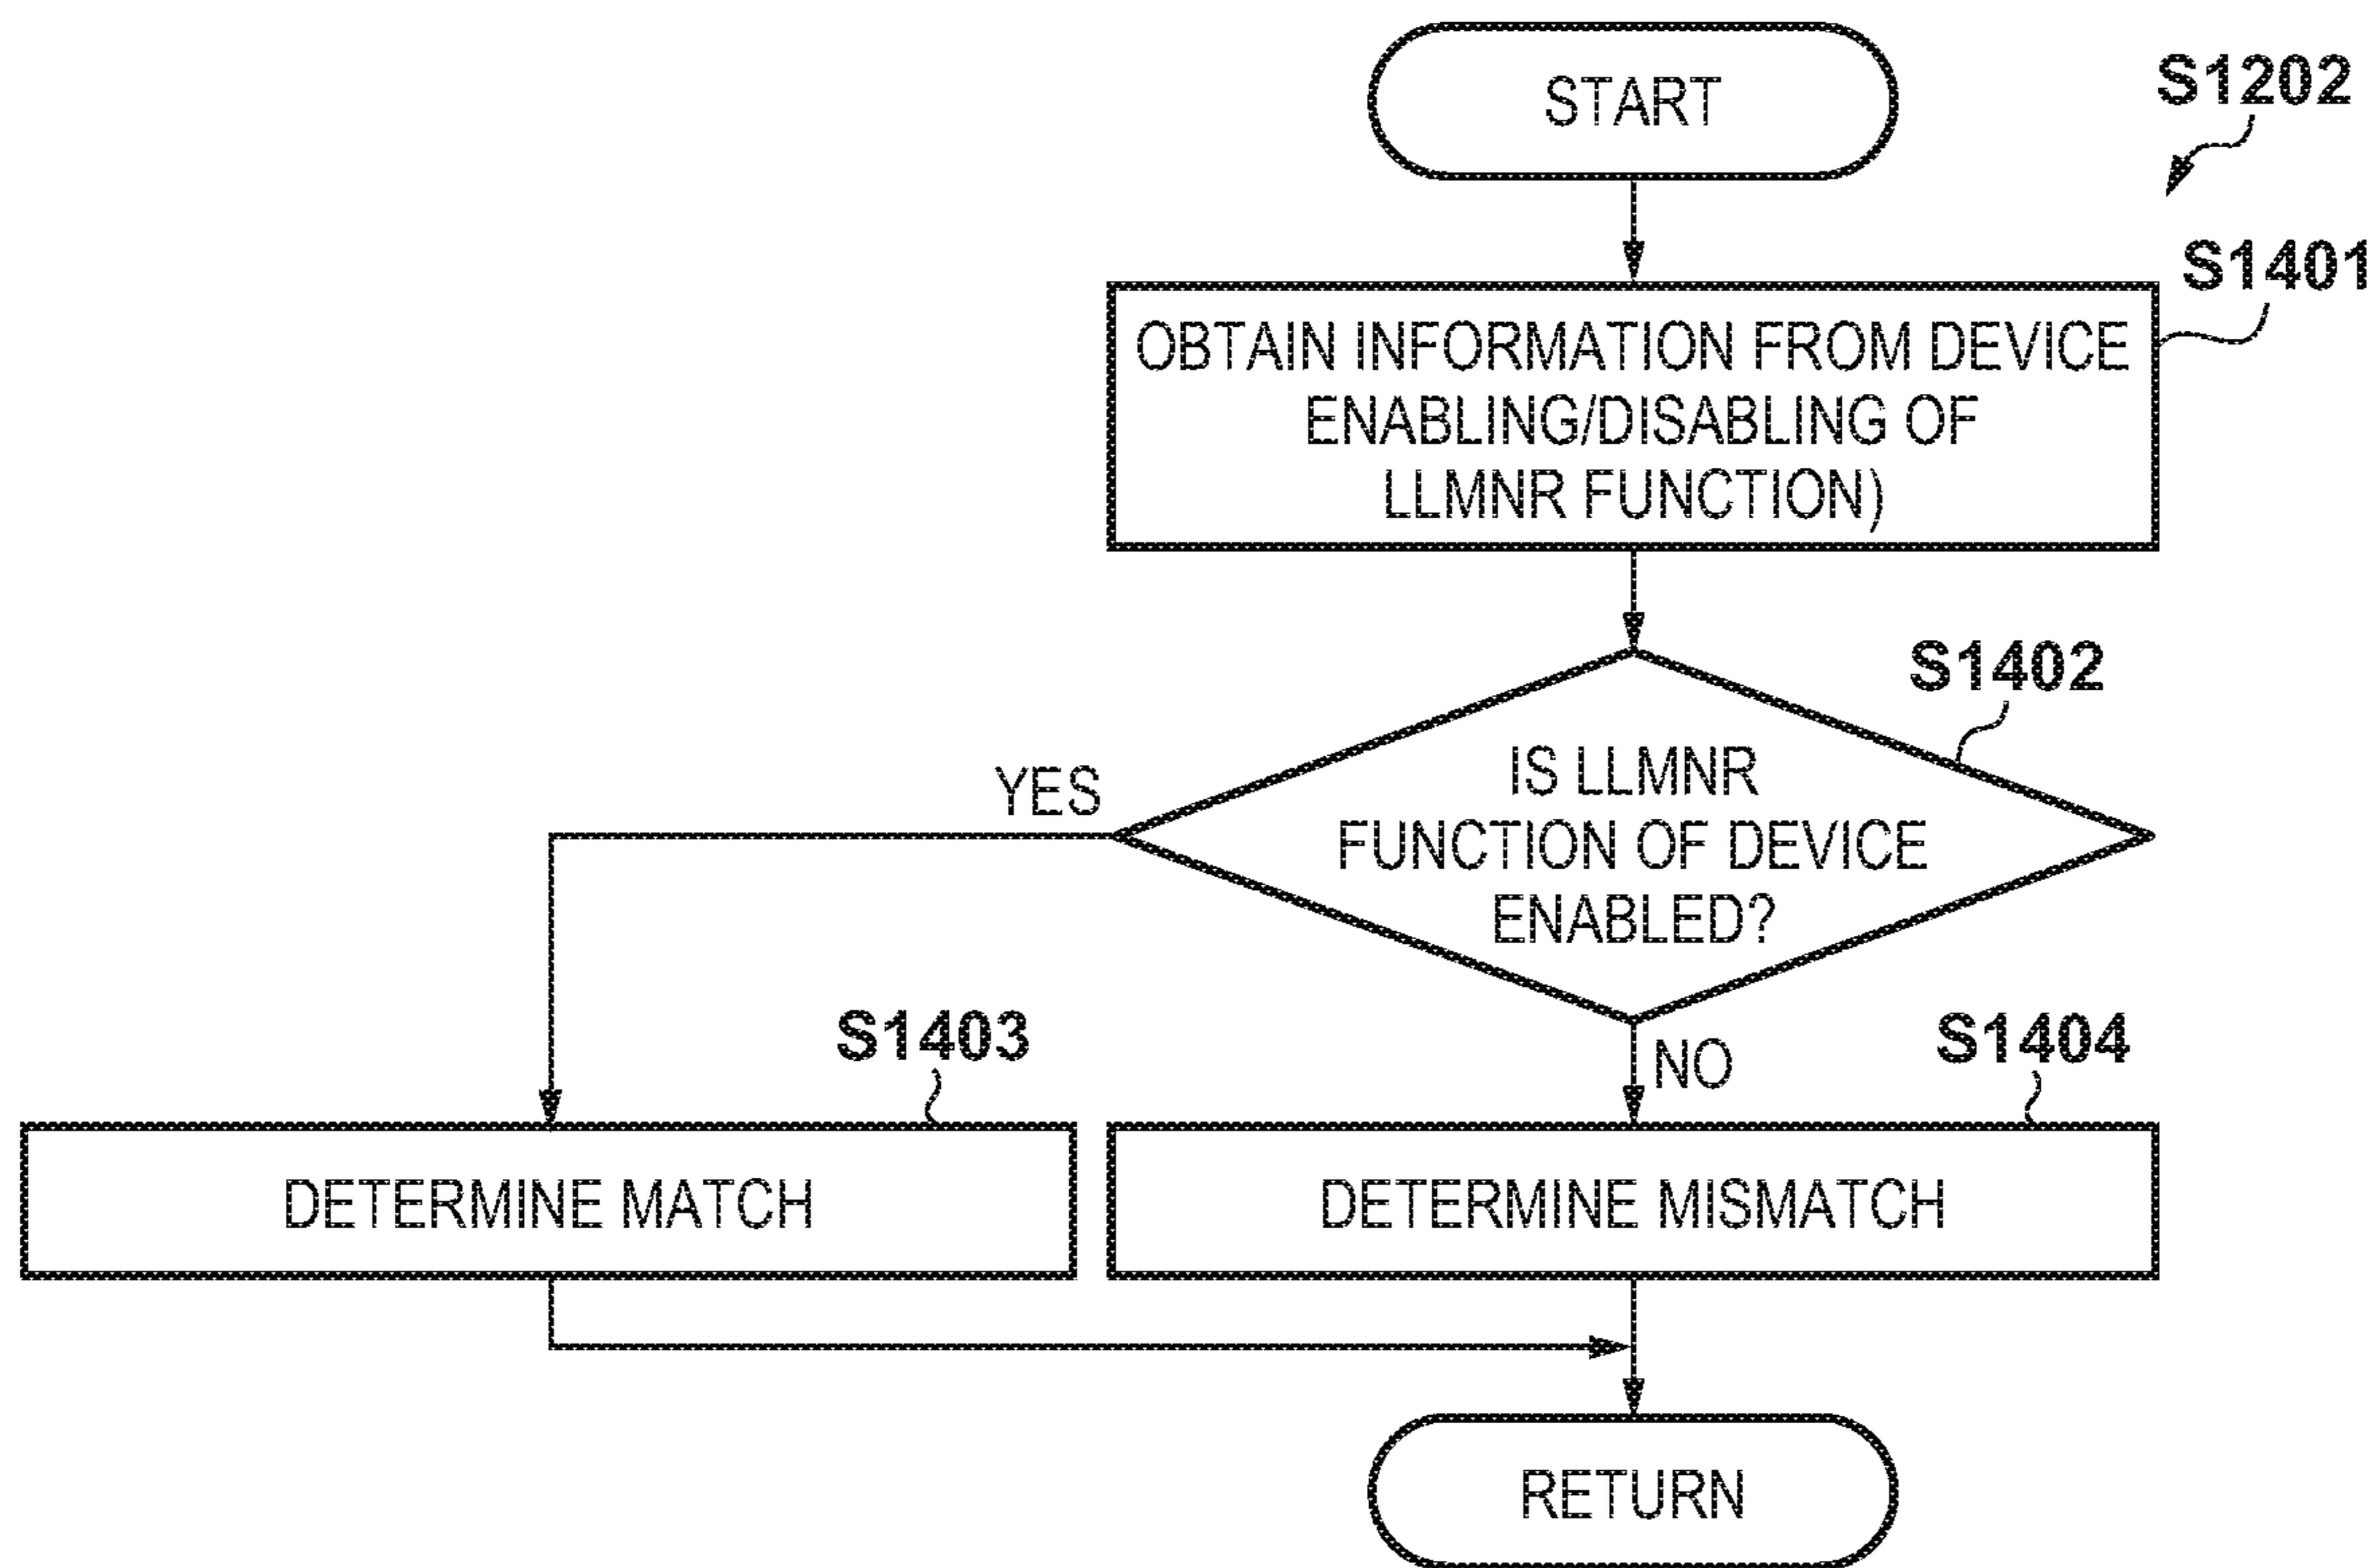 START
S1202
S1401
OBTAIN INFORMATION FROM DEVICE
ENABLING/DISABLING OF
LLMNR FUNCTION)
S1402
IS LLMNR
FUNCTION OF DEVICE
ENABLED?
YES
NO
S1403
S1404
DETERMINE MATCH
DETERMINE MISMATCH
RETURN